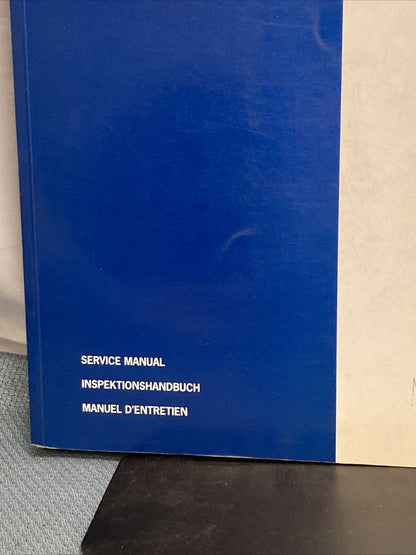 SERVICE MANUAL
INSPEKTIONSHANDBUCH
MANUEL D'ENTRETIEN